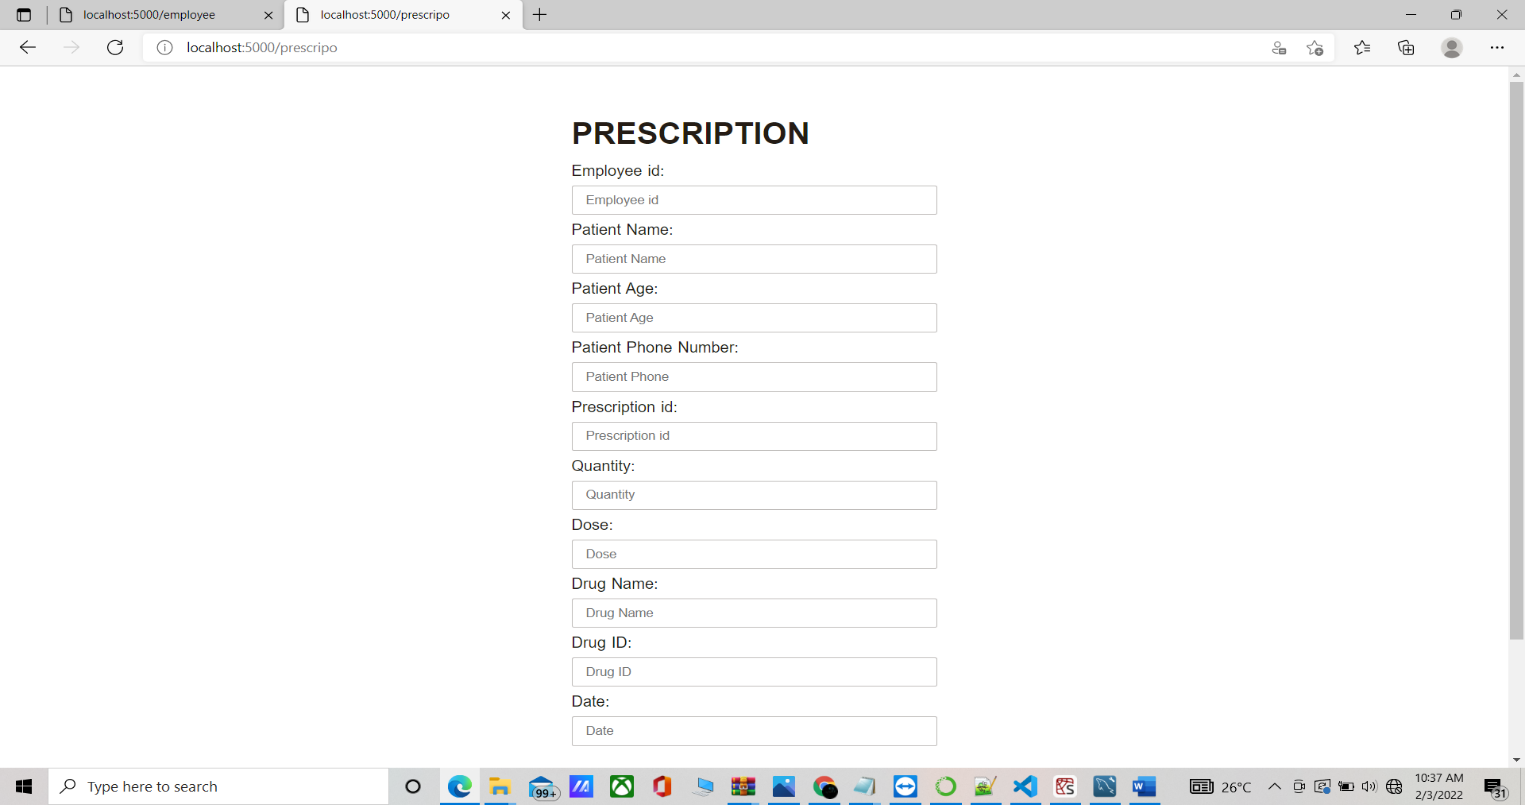 localhost:5000/employee
localhost:5000/prescripo
localhost:5000/prescripo
PRESCRIPTION
Employee id:
Employee id
Patient Name:
Patient Name
Patient Age:
Patient Age
Patient Phone Number:
Patient Phone
Prescription id:
Prescription id
Quantity:
Quantity
Dose:
Dose
Drug Name:
Drug Name
Drug ID:
Drug ID
Date:
Date
Type here to search
99+
26°C
10:37 AM
2/3/2022
31